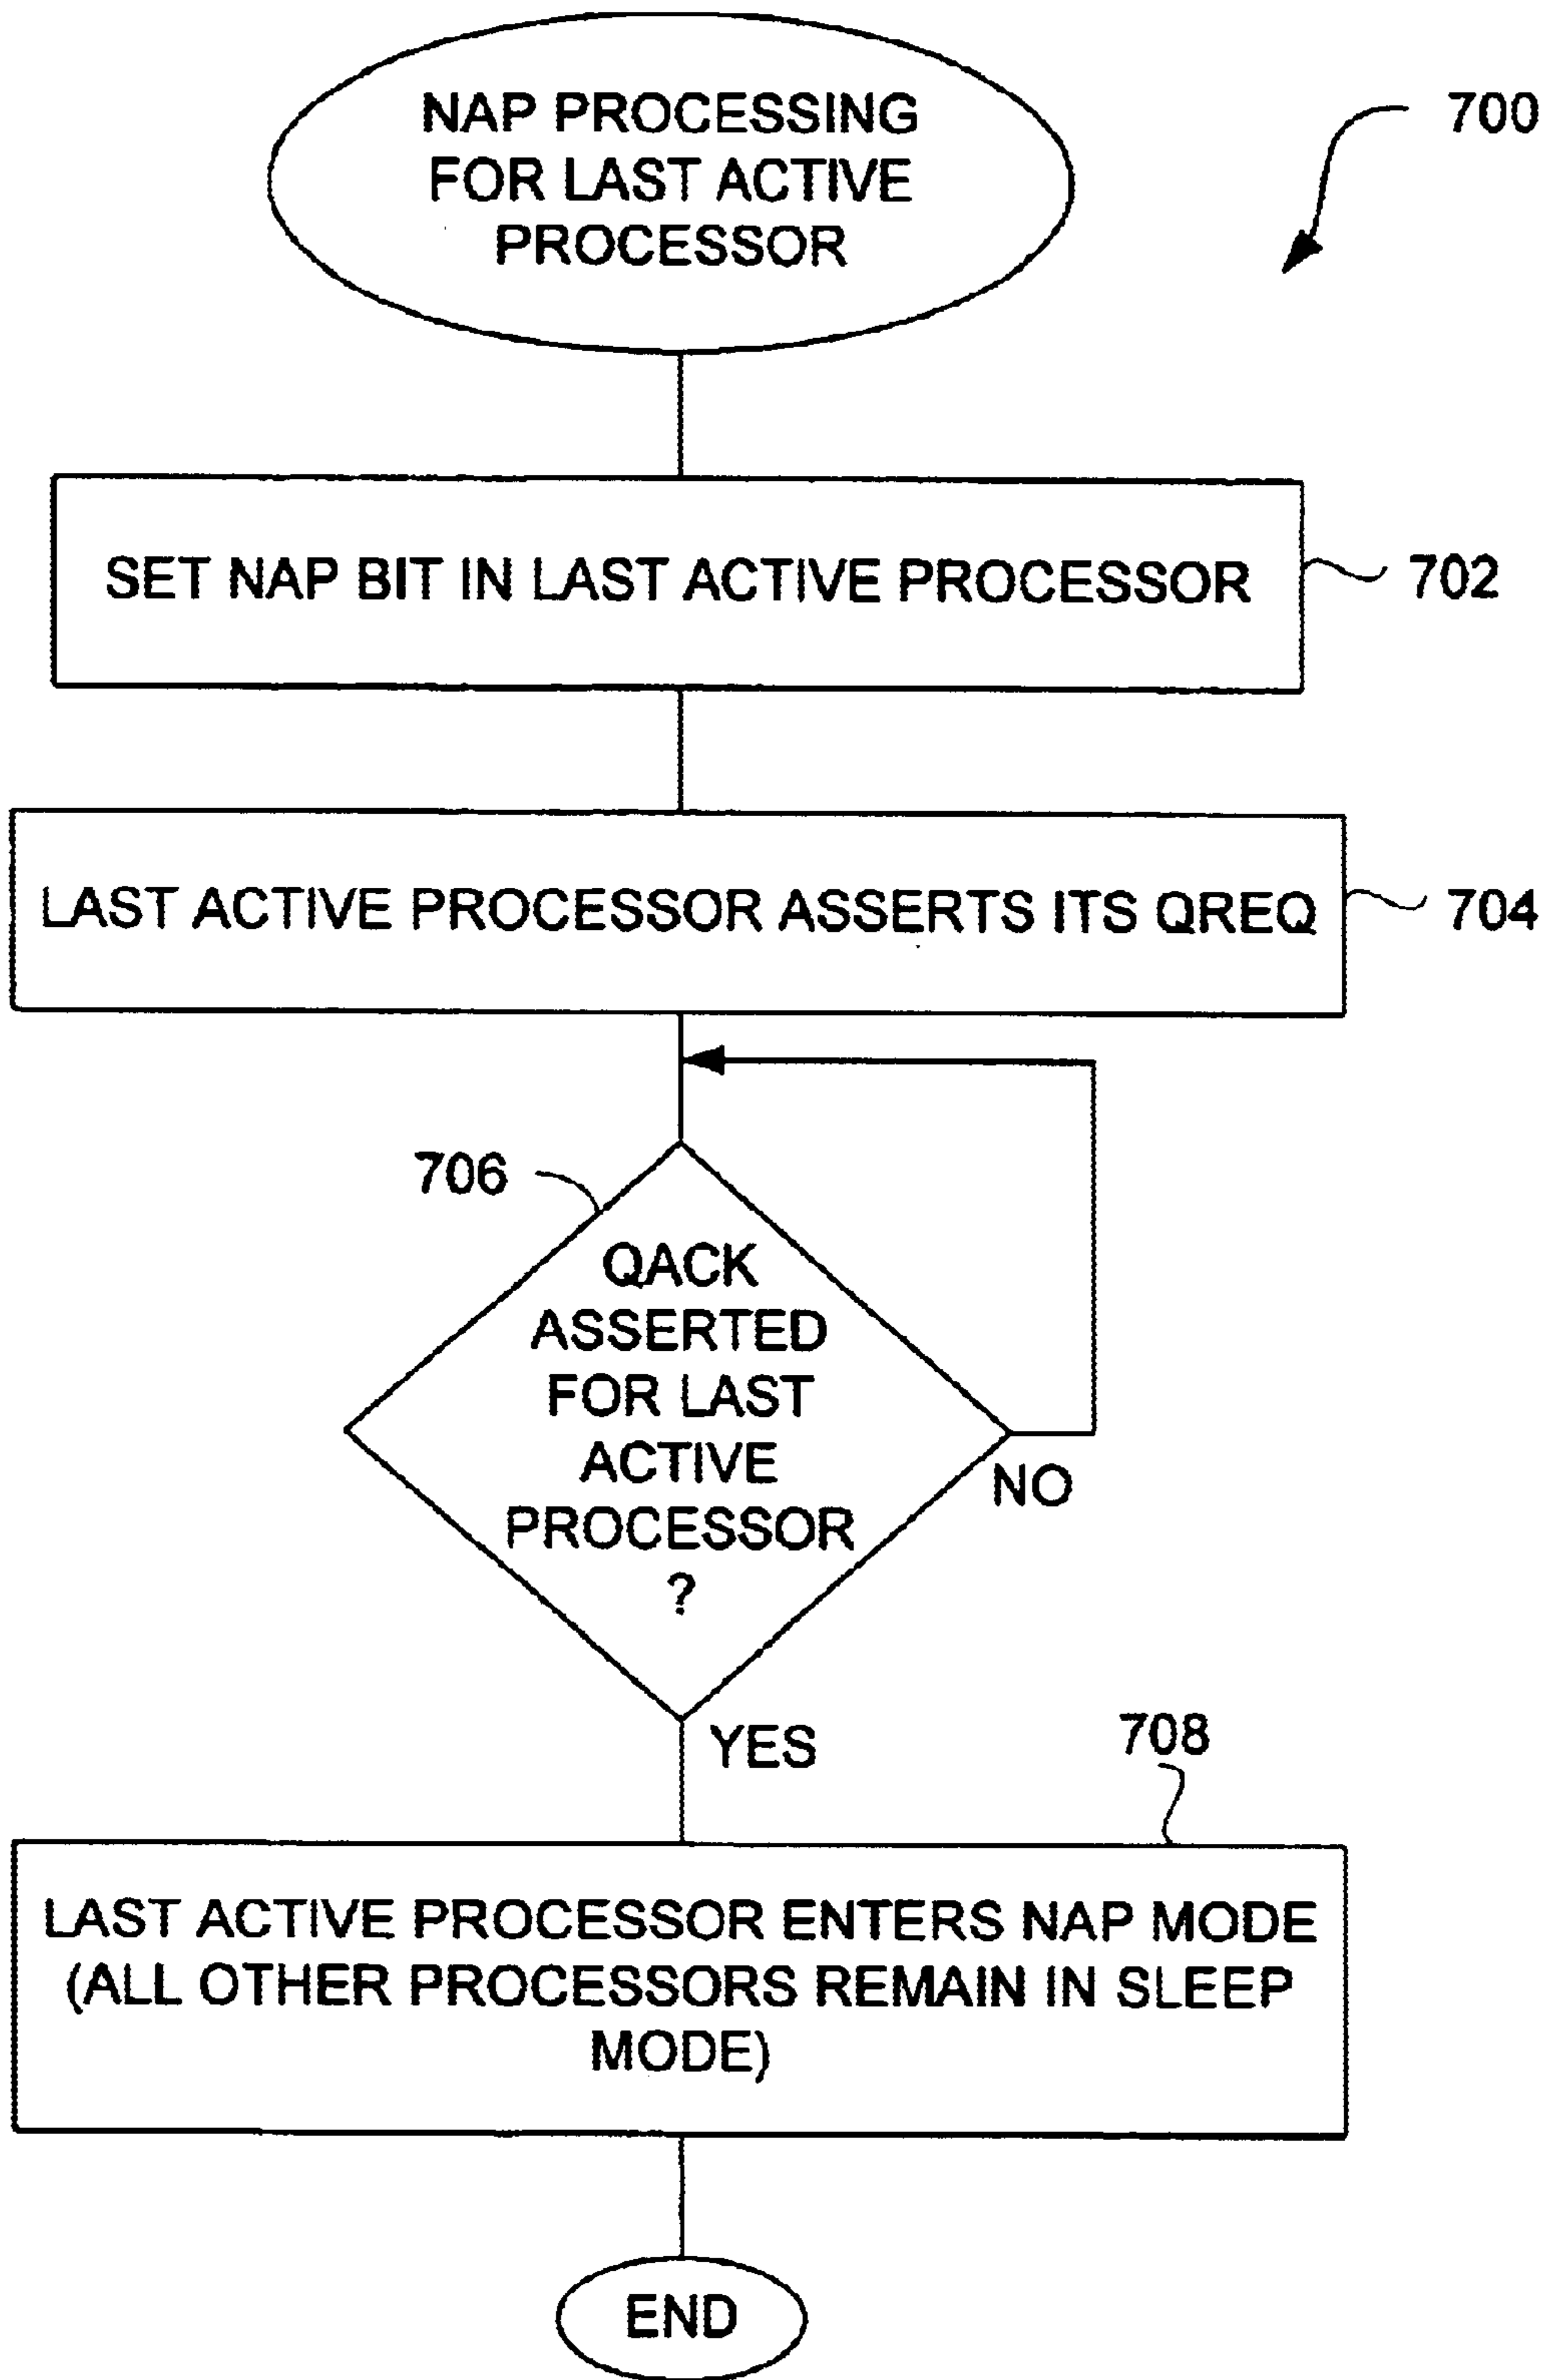 NAP PROCESSING
FOR LAST ACTIVE
PROCESSOR
700
SET NAP BIT IN LAST ACTIVE PROCESSOR
702
LAST ACTIVE PROCESSOR ASSERTS ITS QREQ
704
706
QACK
ASSERTED
FOR LAST
ACTIVE
PROCESSOR
?
NO
YES
708
LAST ACTIVE PROCESSOR ENTERS NAP MODE
(ALL OTHER PROCESSORS REMAIN IN SLEEP
MODE)
END